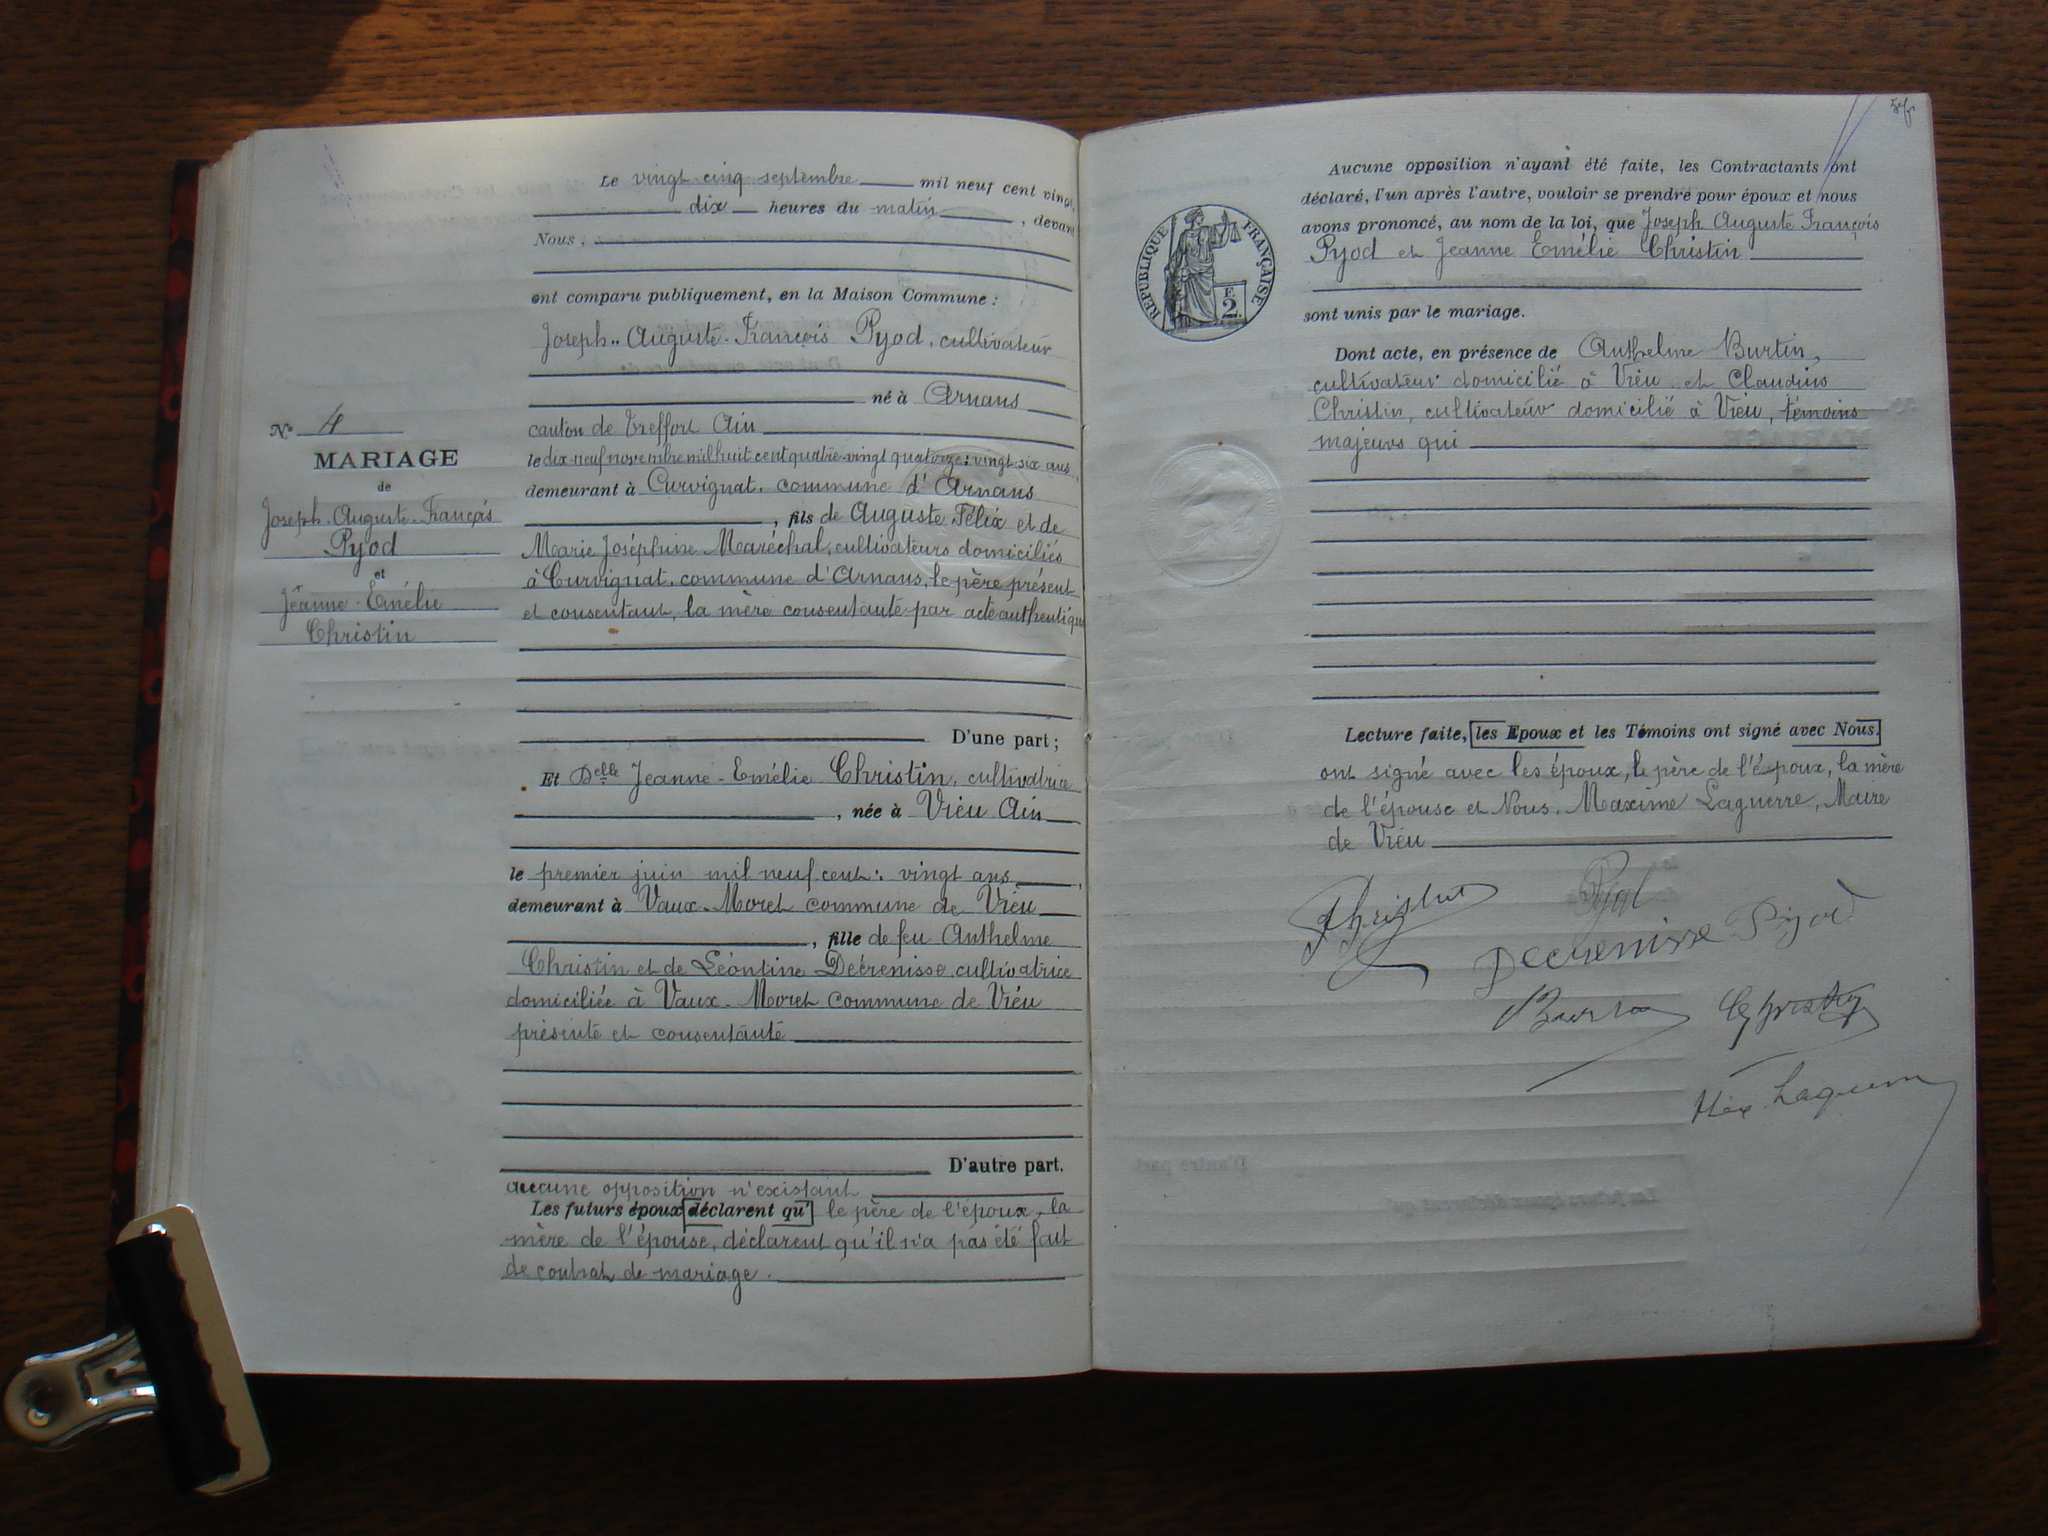 Le vingt cinq septembre mil neuf cent vingt,
dix heures du matin, devant
Nous,
ont comparu publiquement, en la Maison Commune :
Joseph-Auguste-François Pyod, cultivateur
né à Arnans
canton de Treffort Ain
le dix-neuf novembre mil huit cent quatre-vingt quatorze : vingt-six ans
demeurant à Curvignat, commune d'Arnans
, fils de Auguste Félix et de
Marie Joséphine Maréchal, cultivateurs domiciliés
à Curvignat, commune d'Arnans, le père présent
et consentant, la mère consentante par acte authentique
D'une part ;
N° 4
MARIAGE
de
Joseph-Auguste-François
Pyod
et
Jeanne-Emélie
Christin
Et Delle Jeanne-Emélie Christin, cultivatrice
, née à Vieu Ain
le premier juin mil neuf cent : vingt ans,
demeurant à Vaux-Moret commune de Vieu
, fille de feu Anthelme
Christin et de Léontine Decrenisse, cultivatrice
domiciliée à Vaux-Moret commune de Vieu
présente et consentante
D'autre part.
aucune opposition n'existant
Les futurs époux déclarent qu' le père de l'époux, la
mère de l'épouse, déclarent qu'il n'a pas été fait
de contrat de mariage.
Aucune opposition n'ayant été faite, les Contractants ont
déclaré, l'un après l'autre, vouloir se prendre pour époux et nous
avons prononcé, au nom de la loi, que Joseph Auguste François
Pyod et Jeanne Emélie Christin
RÉPUBLIQUE FRANÇAISE
F.
2.
sont unis par le mariage.
Dont acte, en présence de Anthelme Burtin,
cultivateur domicilié à Vieu et Claudius
Christin, cultivateur domicilié à Vieu, témoins
majeurs qui
Lecture faite, les Epoux et les Témoins ont signé avec Nous.
ont signé avec les époux, le père de l'époux, la mère
de l'épouse et Nous, Maxime Laguerre, Maire
de Vieu
Pyod
Decrenisse Pyod